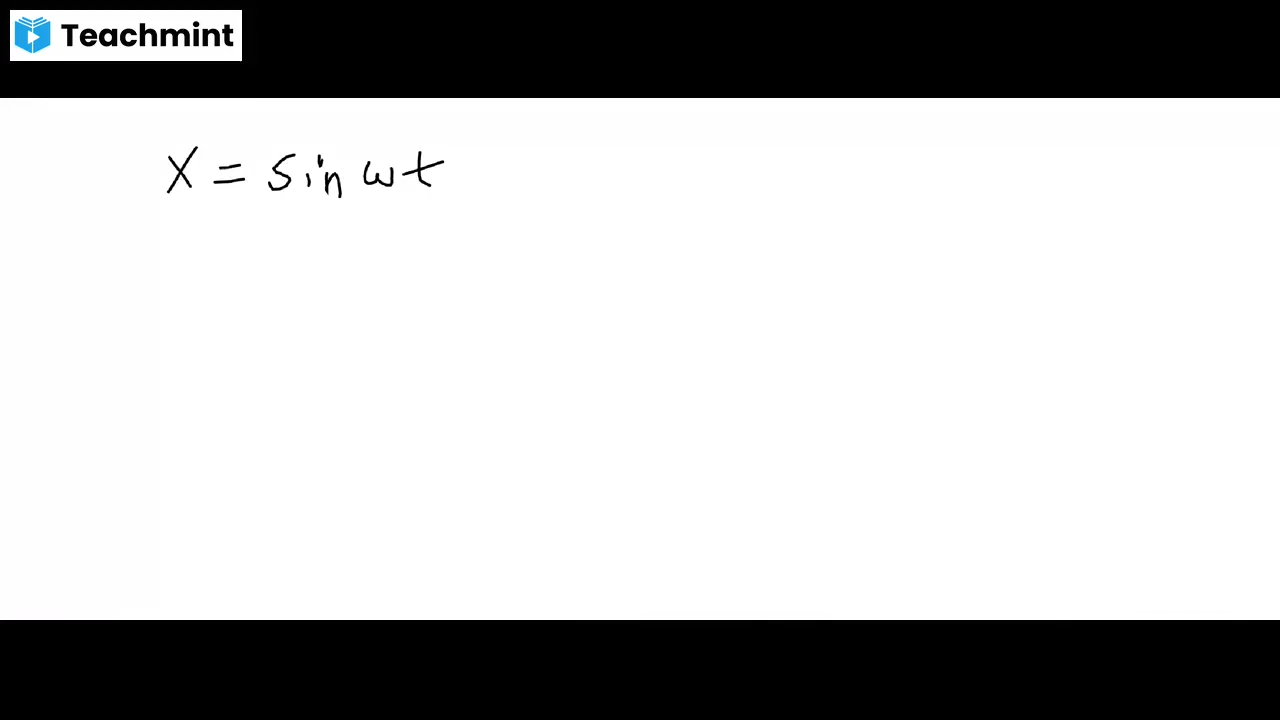 Teachmint
X = sin ωt